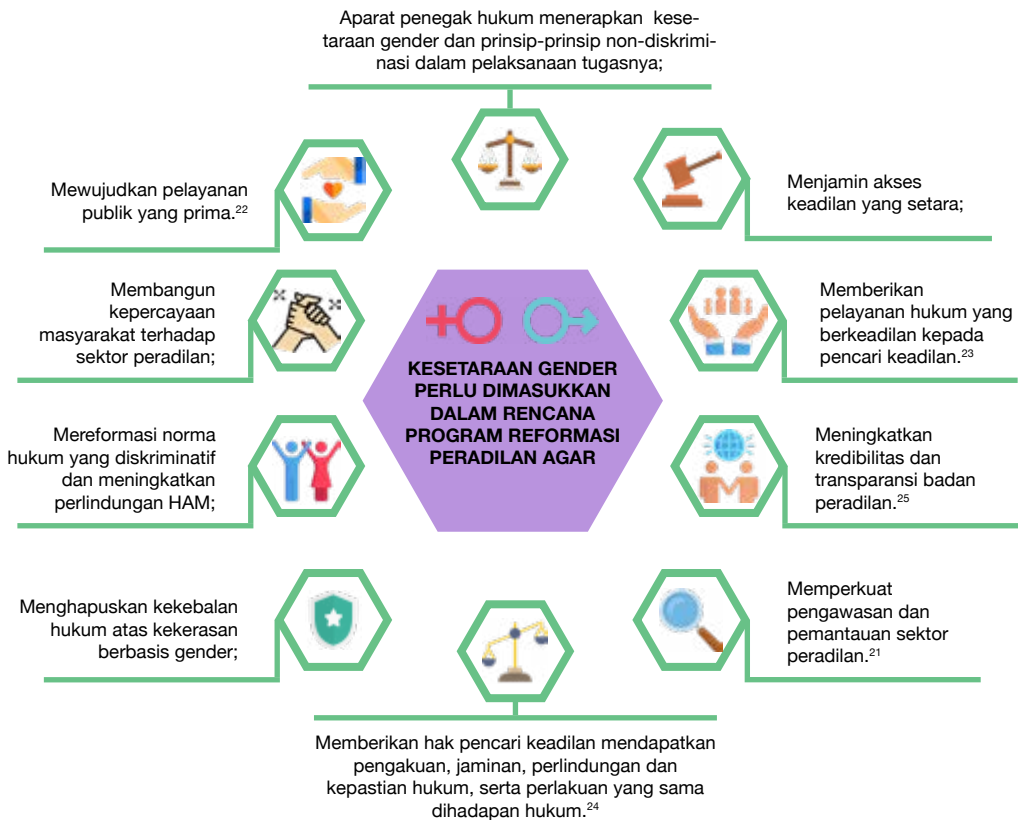 Aparat penegak hukum menerapkan kese-
taraan gender dan prinsip-prinsip non-diskrimi-
nasi dalam pelaksanaan tugasnya;
Mewujudkan pelayanan
publik yang prima.²²
Menjamin akses
keadilan yang setara;
Membangun
kepercayaan
masyarakat terhadap
sektor peradilan;
Memberikan
pelayanan hukum yang
berkeadilan kepada
pencari keadilan.²³
KESETARAAN GENDER
PERLU DIMASUKKAN
DALAM RENCANA
PROGRAM REFORMASI
PERADILAN AGAR
Mereformasi norma
hukum yang diskriminatif
dan meningkatkan
perlindungan HAM;
Meningkatkan
kredibilitas dan
transparansi badan
peradilan.²⁵
Menghapuskan kekebalan
hukum atas kekerasan
berbasis gender;
Memperkuat
pengawasan dan
pemantauan sektor
peradilan.²¹
Memberikan hak pencari keadilan mendapatkan
pengakuan, jaminan, perlindungan dan
kepastian hukum, serta perlakuan yang sama
dihadapan hukum.²⁴